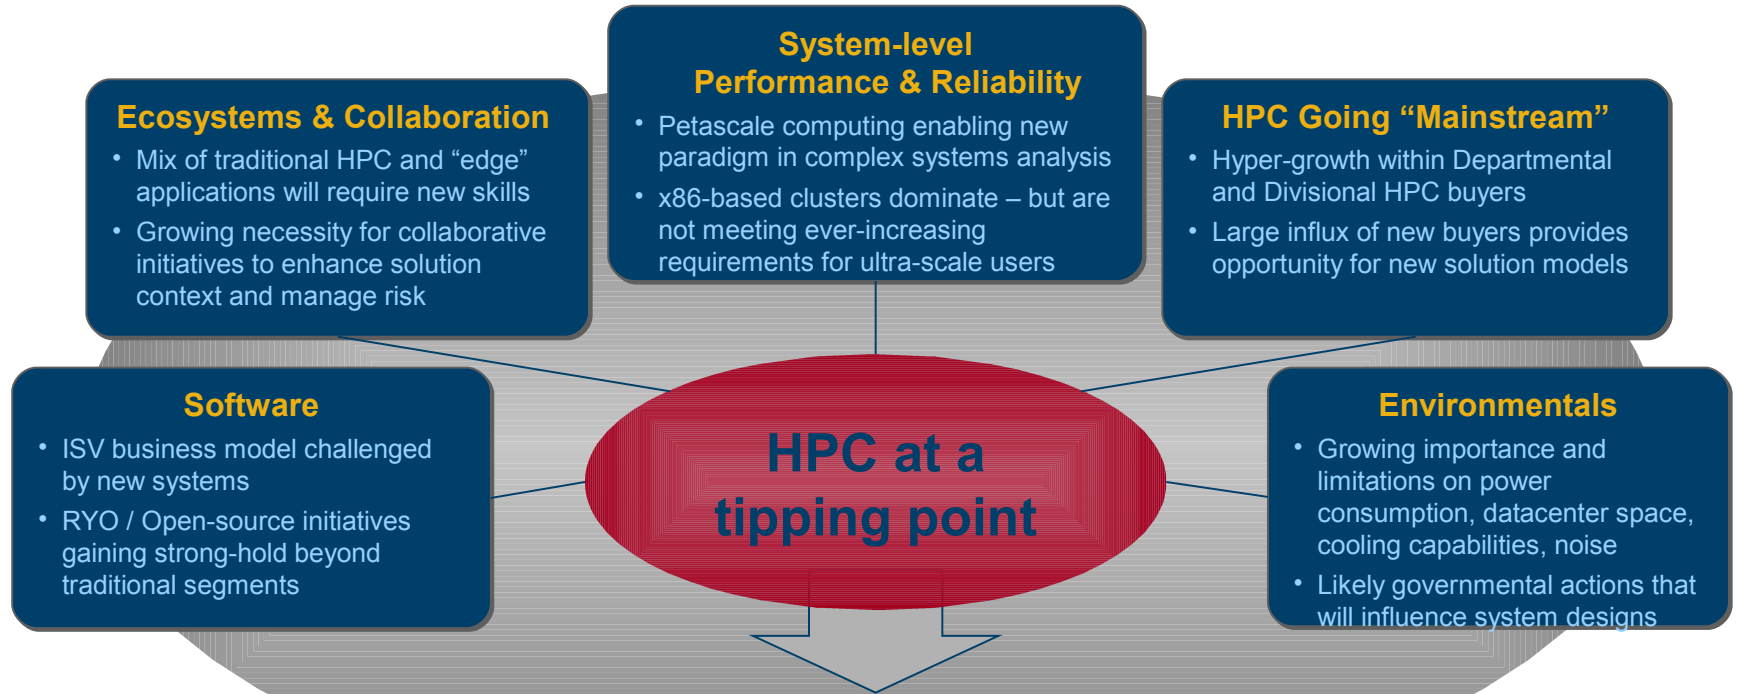 System-level
Performance & Reliability
• Petascale computing enabling new
paradigm in complex systems analysis
• x86-based clusters dominate – but are
not meeting ever-increasing
requirements for ultra-scale users
Ecosystems & Collaboration
• Mix of traditional HPC and “edge”
applications will require new skills
• Growing necessity for collaborative
initiatives to enhance solution
context and manage risk
HPC Going “Mainstream”
• Hyper-growth within Departmental
and Divisional HPC buyers
• Large influx of new buyers provides
opportunity for new solution models
Software
• ISV business model challenged
by new systems
• RYO / Open-source initiatives
gaining strong-hold beyond
traditional segments
HPC at a
tipping point
Environmentals
• Growing importance and
limitations on power
consumption, datacenter space,
cooling capabilities, noise
• Likely governmental actions that
will influence system designs